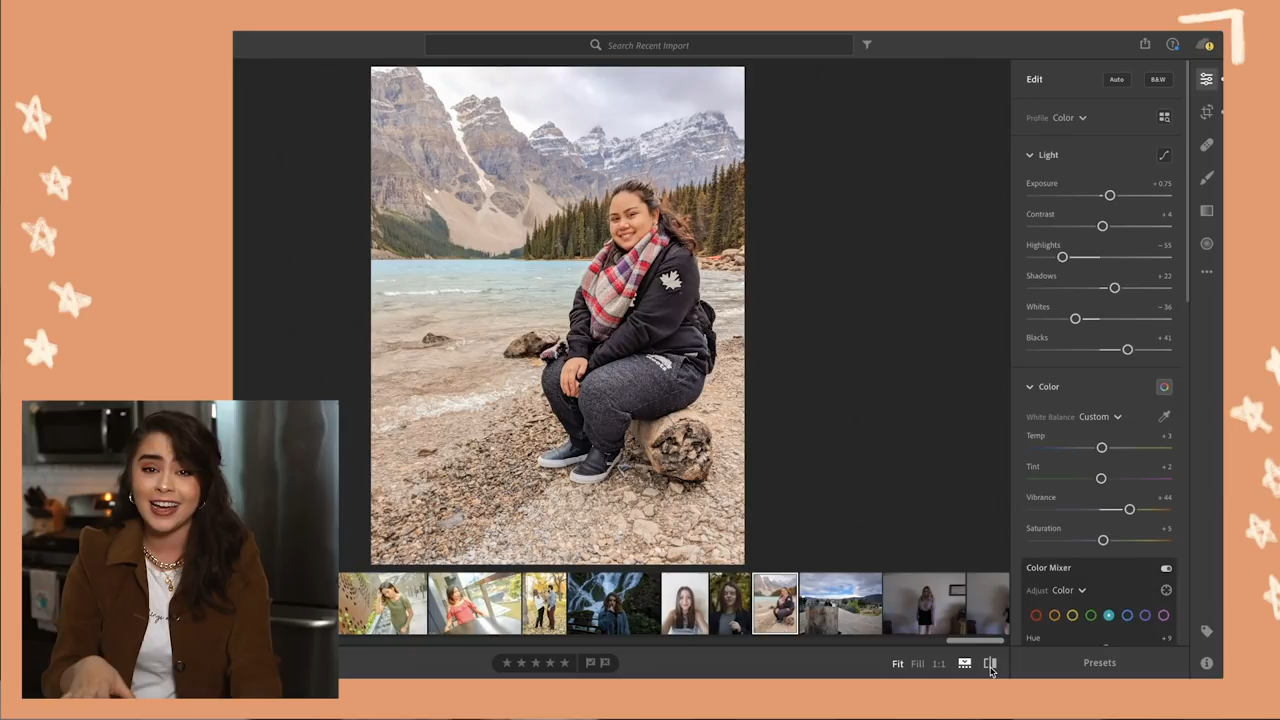 Search Recent Import
Edit
Auto
B&W
Profile Color
Light
Exposure
+ 0.75
Contrast
+ 4
Highlights
− 55
Shadows
+ 22
Whites
− 36
Blacks
+ 41
Color
White Balance Custom
Temp
+ 3
Tint
+ 2
Vibrance
+ 44
Saturation
+ 5
Color Mixer
Adjust Color
Hue
+ 9
Fit
Fill
1:1
Presets